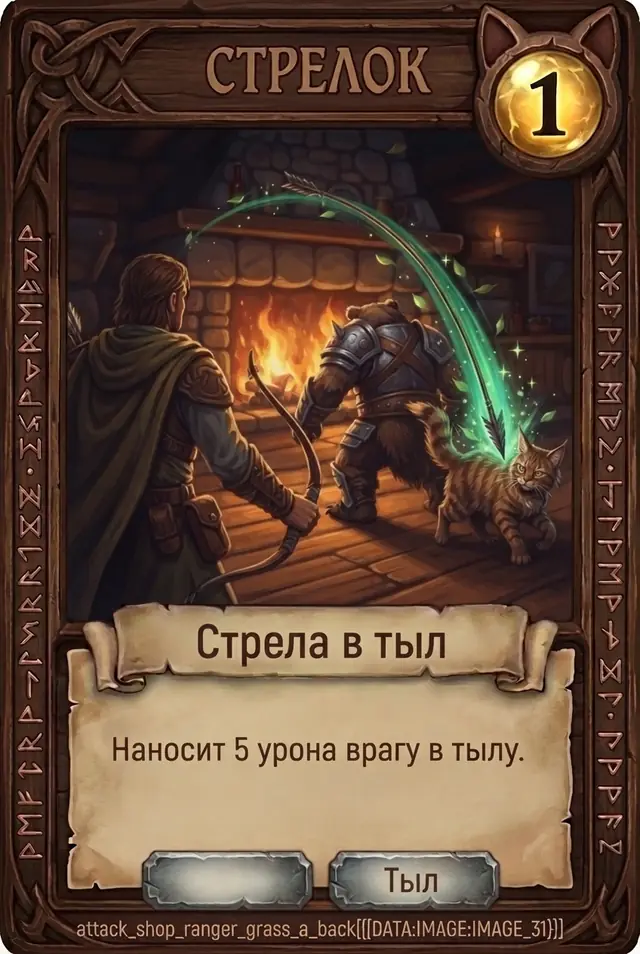 СТРЕЛОК
1
Стрела в тыл
Наносит 5 урона врагу в тылу.
Тыл
attack_shop_ranger_grass_a_back[[[DATA:IMAGE:IMAGE_31}}]